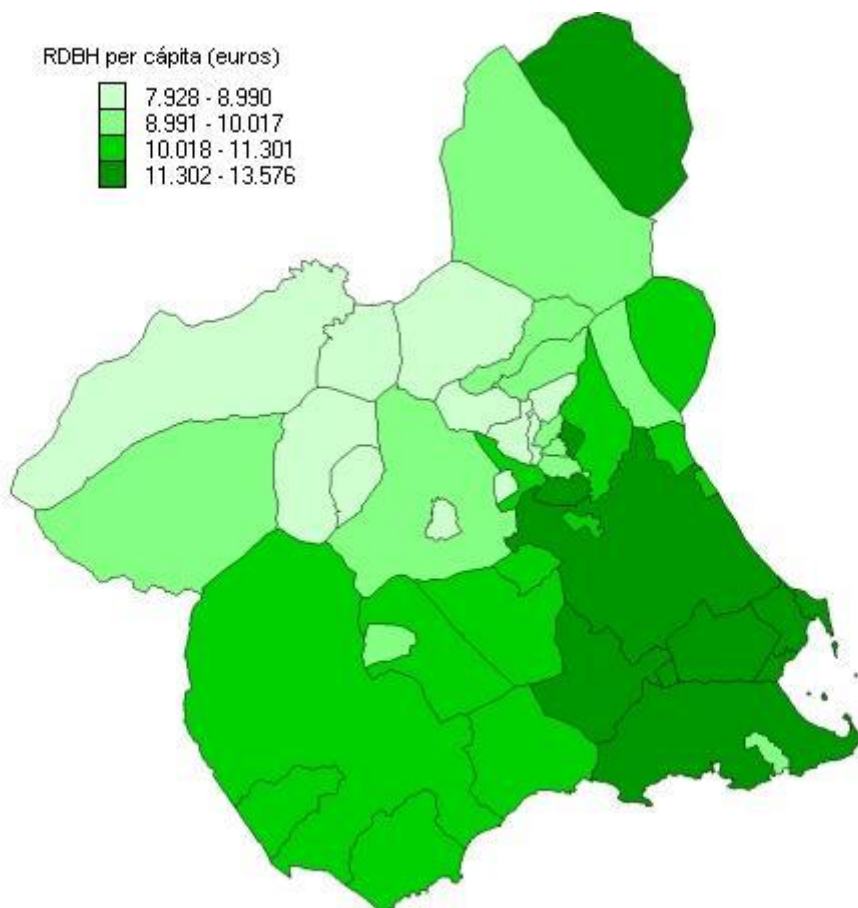 RDBH per cápita (euros)
7.928 - 8.990
8.991 - 10.017
10.018 - 11.301
11.302 - 13.576